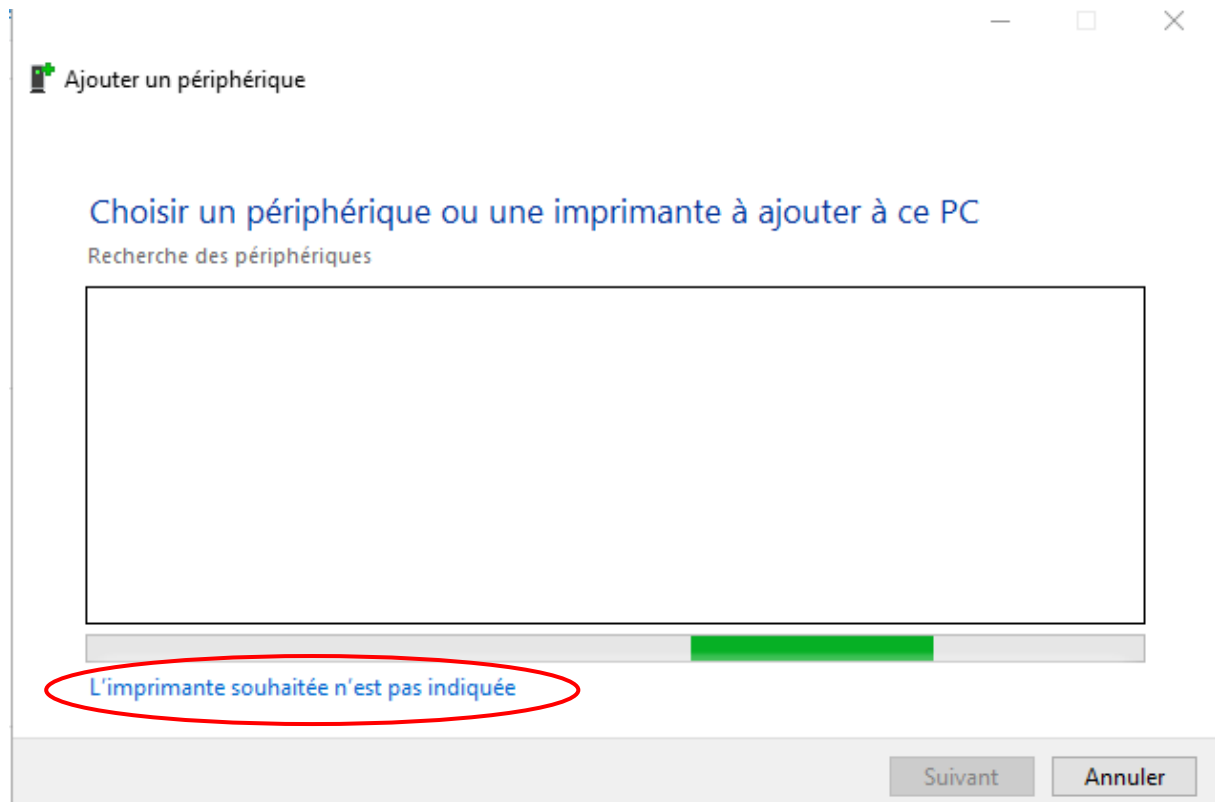 Ajouter un périphérique
Choisir un périphérique ou une imprimante à ajouter à ce PC
Recherche des périphériques
L'imprimante souhaitée n'est pas indiquée
Suivant
Annuler